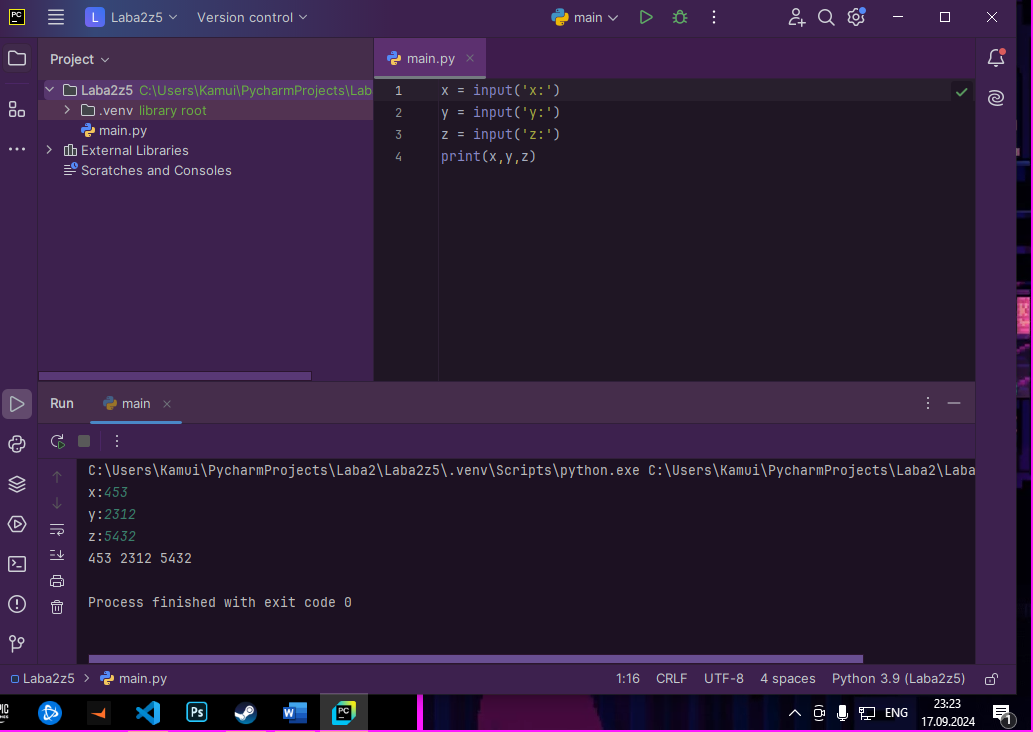 PC L Laba2z5 Version control main
Project main.py
Laba2z5 C:\Users\Kamui\PycharmProjects\Lab
.venv library root
main.py
External Libraries
Scratches and Consoles
1 x = input('x:')
2 y = input('y:')
3 z = input('z:')
4 print(x,y,z)
Run main
C:\Users\Kamui\PycharmProjects\Laba2\Laba2z5\.venv\Scripts\python.exe C:\Users\Kamui\PycharmProjects\Laba2\Laba
x:453
y:2312
z:5432
453 2312 5432
Process finished with exit code 0
Laba2z5 main.py 1:16 CRLF UTF-8 4 spaces Python 3.9 (Laba2z5)
Ps W PC ENG 23:23
17.09.2024 1